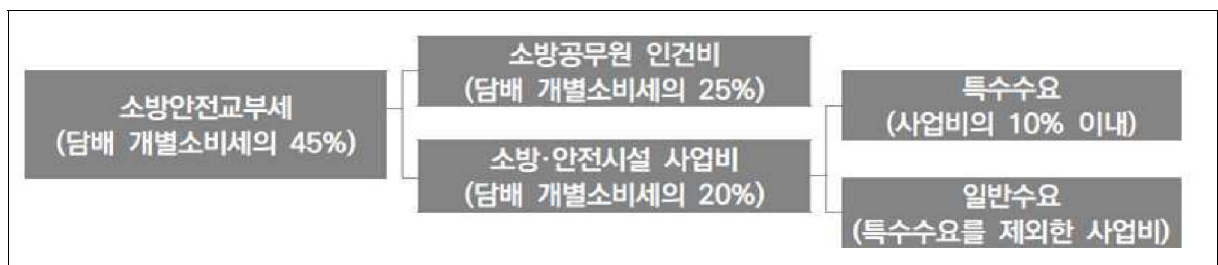 소방안전교부세
(담배 개별소비세의 45%)
소방공무원 인건비
(담배 개별소비세의 25%)
소방·안전시설 사업비
(담배 개별소비세의 20%)
특수수요
(사업비의 10% 이내)
일반수요
(특수수요를 제외한 사업비)